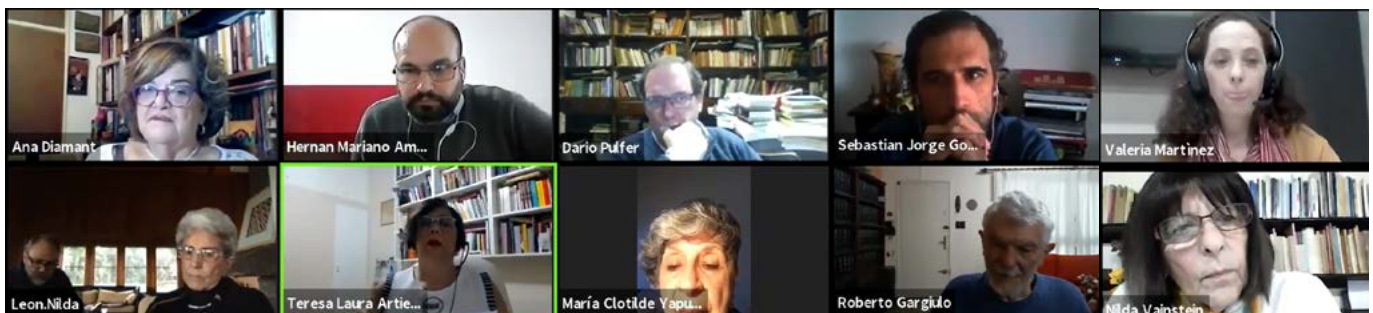 Ana Diamant
Hernan Mariano Am...
Dario Pulfer
Sebastian Jorge Go...
Valeria Martinez
Leon.Nilda
Teresa Laura Artie...
María Clotilde Yapu...
Roberto Gargiulo
Nilda Vainstein